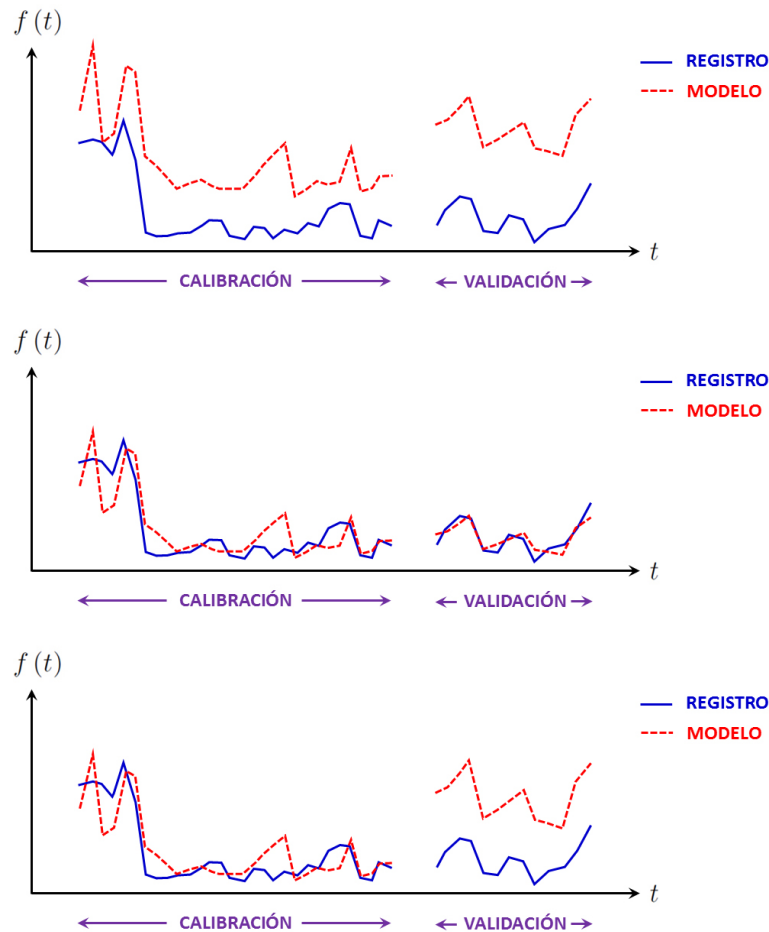 f (t)
REGISTRO
MODELO
t
CALIBRACIÓN
VALIDACIÓN
f (t)
REGISTRO
MODELO
t
CALIBRACIÓN
VALIDACIÓN
f (t)
REGISTRO
MODELO
t
CALIBRACIÓN
VALIDACIÓN